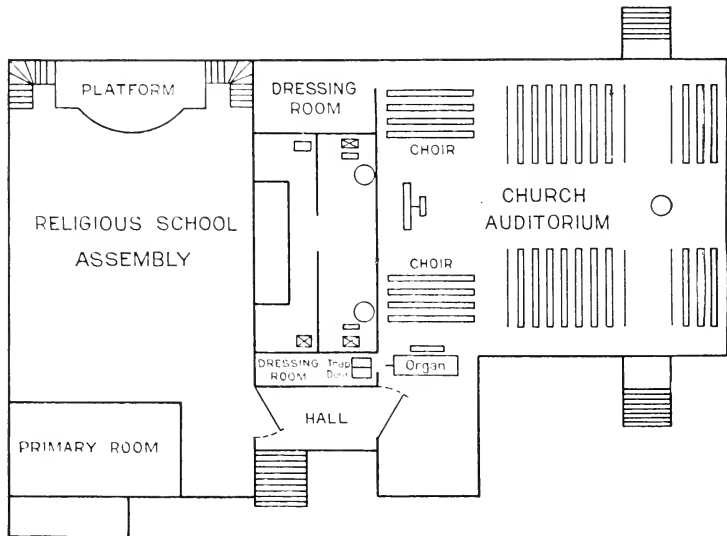 PLATFORM
DRESSING
ROOM
CHOIR
CHURCH
AUDITORIUM
RELIGIOUS SCHOOL
ASSEMBLY
CHOIR
DRESSING
ROOM
Trap
Door
Organ
HALL
PRIMARY ROOM